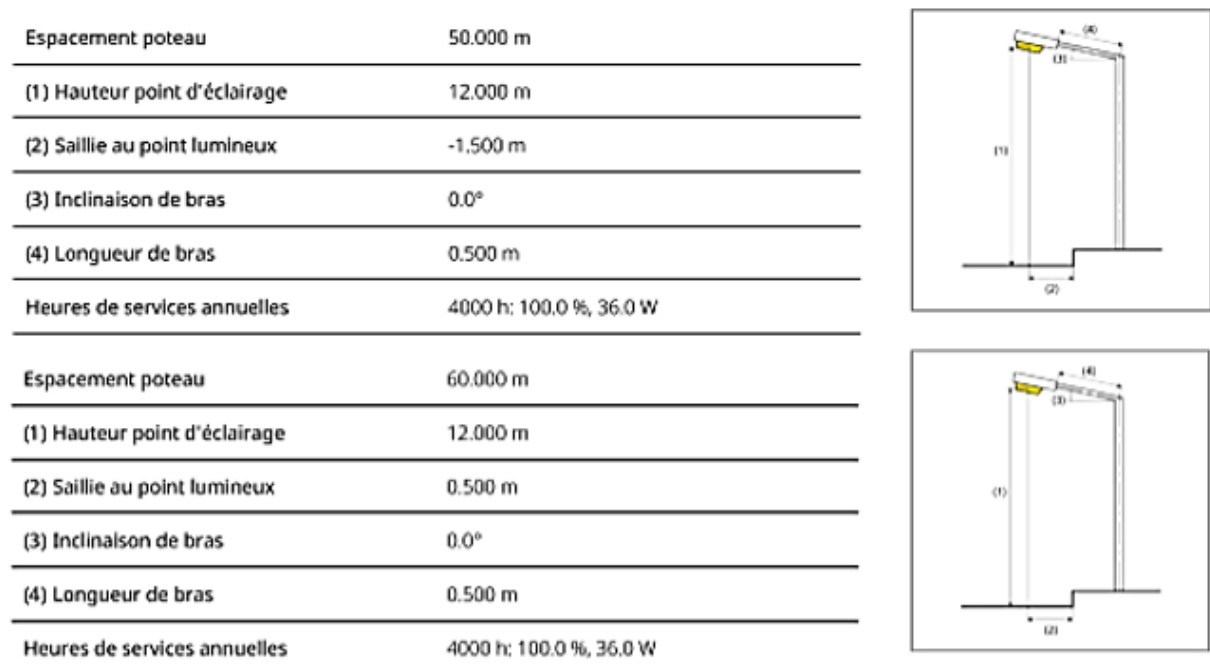 Espacement poteau 50.000 m
(1) Hauteur point d'éclairage 12.000 m
(2) Saillie au point lumineux -1.500 m
(3) Inclinaison de bras 0.0°
(4) Longueur de bras 0.500 m
Heures de services annuelles 4000 h: 100.0 %, 36.0 W
(4)
(3)
(1)
(2)
Espacement poteau 60.000 m
(1) Hauteur point d'éclairage 12.000 m
(2) Saillie au point lumineux 0.500 m
(3) Inclinaison de bras 0.0°
(4) Longueur de bras 0.500 m
Heures de services annuelles 4000 h: 100.0 %, 36.0 W
(4)
(3)
(1)
(2)